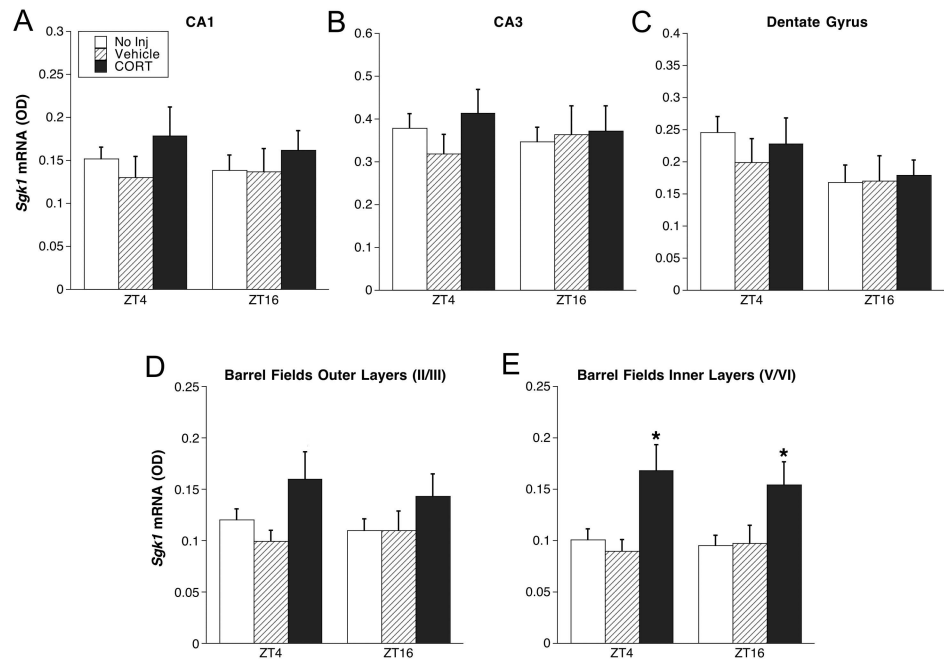 A
CA1
Sgk1 mRNA (OD)
0.3
0.25
0.2
0.15
0.1
0.05
0
No Inj
Vehicle
CORT
ZT4 ZT16
B
CA3
0.6
0.5
0.4
0.3
0.2
0.1
0
ZT4 ZT16
C
Dentate Gyrus
0.4
0.35
0.3
0.25
0.2
0.15
0.1
0.05
0
ZT4 ZT16
D
Barrel Fields Outer Layers (II/III)
Sgk1 mRNA (OD)
0.25
0.2
0.15
0.1
0.05
0
ZT4 ZT16
E
Barrel Fields Inner Layers (V/VI)
0.25
0.2
0.15
0.1
0.05
0
* *
ZT4 ZT16